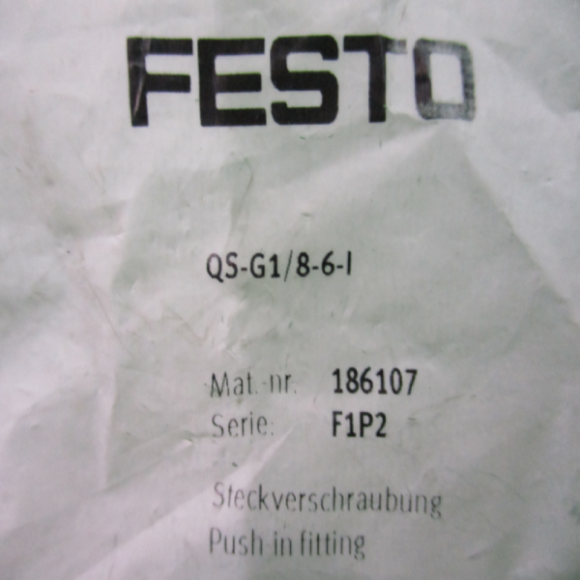 FESTO
QS-G1/8-6-I
Mat.-nr. 186107
Serie: F1P2
Steckverschraubung
Push in fitting